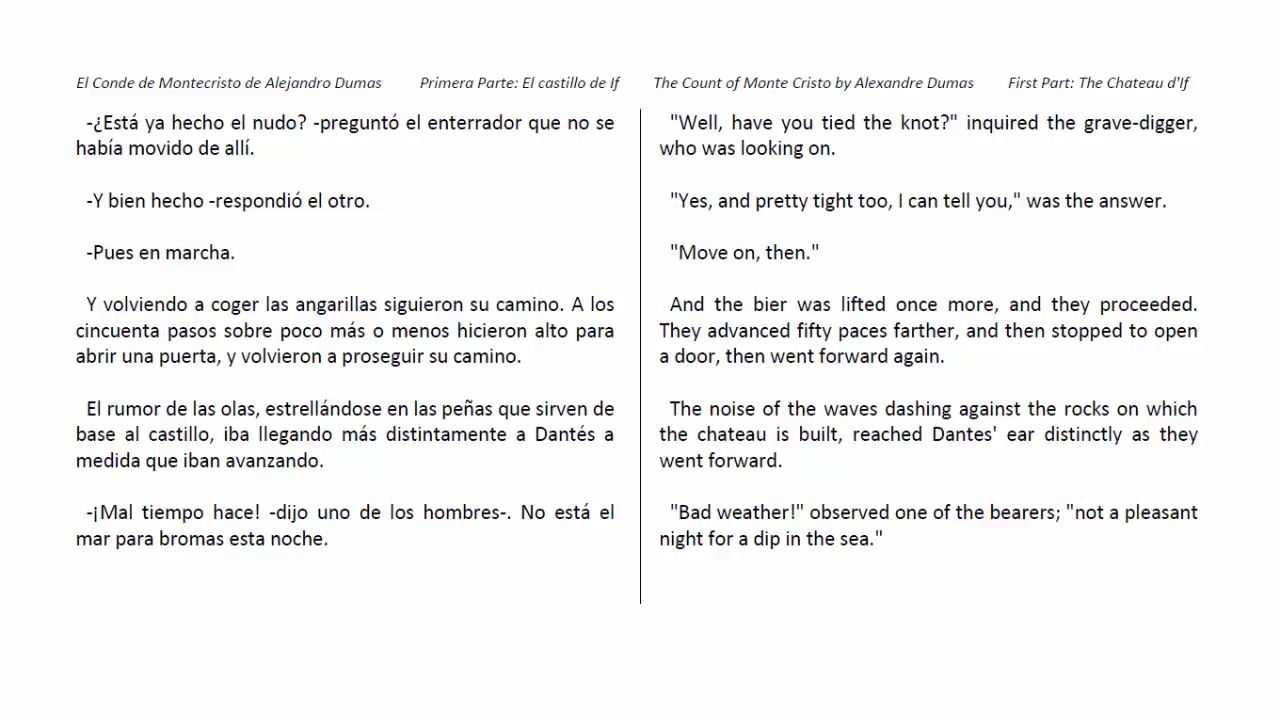 El Conde de Montecristo de Alejandro Dumas Primera Parte: El castillo de If
-¿Está ya hecho el nudo? -preguntó el enterrador que no se
había movido de allí.
-Y bien hecho -respondió el otro.
-Pues en marcha.
Y volviendo a coger las angarillas siguieron su camino. A los
cincuenta pasos sobre poco más o menos hicieron alto para
abrir una puerta, y volvieron a proseguir su camino.
El rumor de las olas, estrellándose en las peñas que sirven de
base al castillo, iba llegando más distintamente a Dantés a
medida que iban avanzando.
-¡Mal tiempo hace! -dijo uno de los hombres-. No está el
mar para bromas esta noche.
The Count of Monte Cristo by Alexandre Dumas First Part: The Chateau d'If
"Well, have you tied the knot?" inquired the grave-digger,
who was looking on.
"Yes, and pretty tight too, I can tell you," was the answer.
"Move on, then."
And the bier was lifted once more, and they proceeded.
They advanced fifty paces farther, and then stopped to open
a door, then went forward again.
The noise of the waves dashing against the rocks on which
the chateau is built, reached Dantes' ear distinctly as they
went forward.
"Bad weather!" observed one of the bearers; "not a pleasant
night for a dip in the sea."